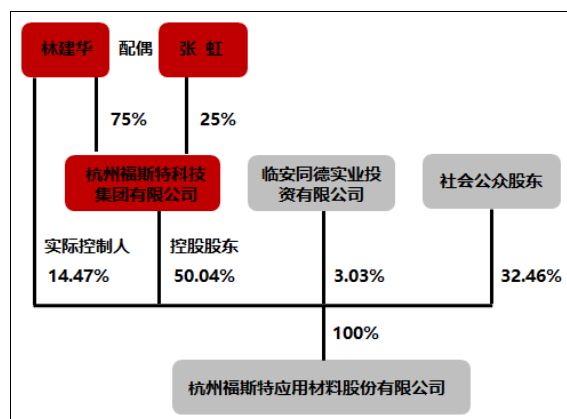 林建华
配偶
张 虹
75%
25%
杭州福斯特科技
集团有限公司
临安同德实业投
资有限公司
社会公众股东
实际控制人
控股股东
14.47%
50.04%
3.03%
32.46%
100%
杭州福斯特应用材料股份有限公司